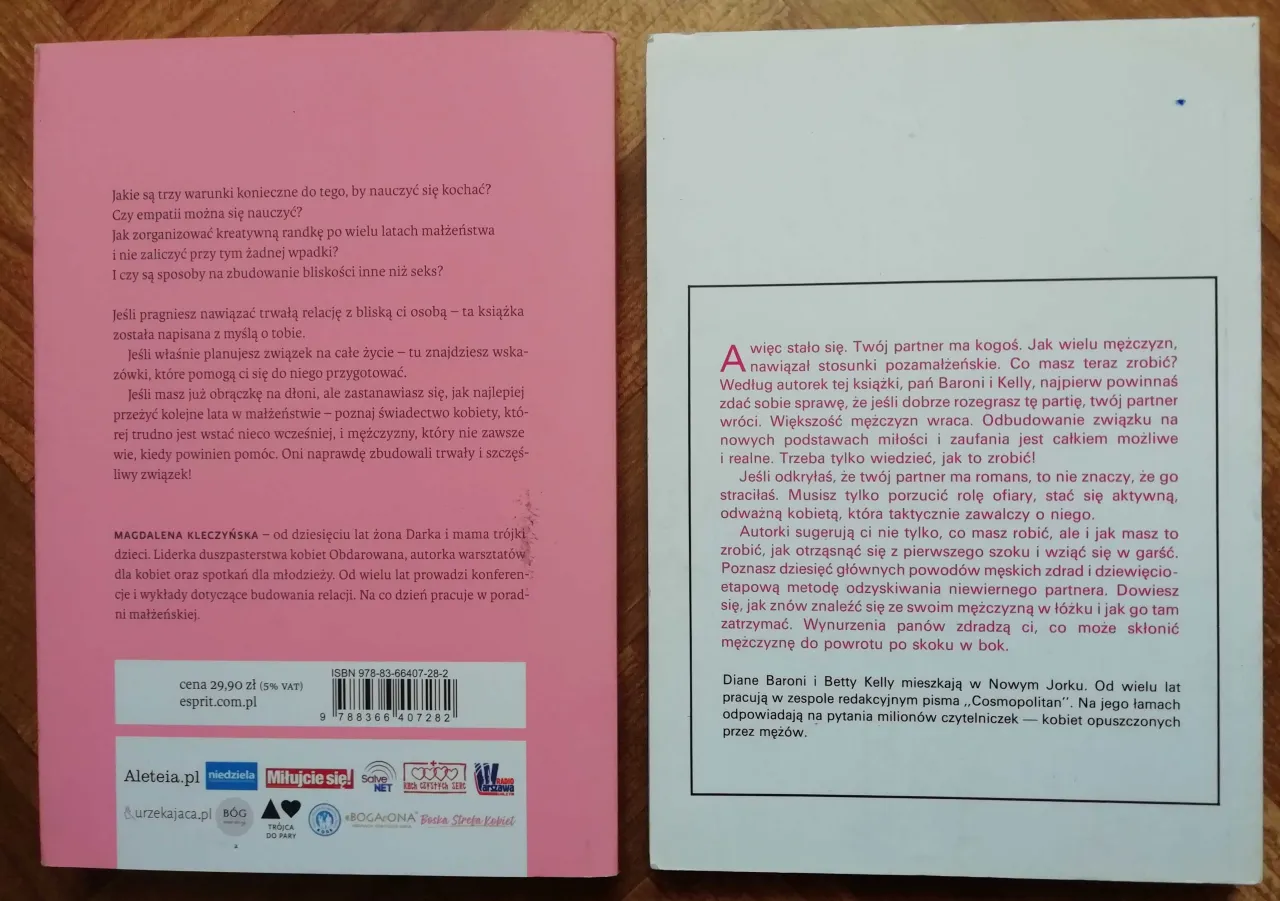 Jakie są trzy warunki konieczne do tego, by nauczyć się kochać?
Czy empatii można się nauczyć?
Jak zorganizować kreatywną randkę po wielu latach małżeństwa
i nie zaliczyć przy tym żadnej wpadki?
I czy są sposoby na zbudowanie bliskości inne niż seks?
Jeśli pragniesz nawiązać trwałą relację z bliską ci osobą – ta książka
została napisana z myślą o tobie.
Jeśli właśnie planujesz związek na całe życie – tu znajdziesz wska-
zówki, które pomogą ci się do niego przygotować.
Jeśli masz już obrączkę na dłoni, ale zastanawiasz się, jak najlepiej
przeżyć kolejne lata w małżeństwie – poznaj świadectwo kobiety, któ-
rej trudno jest wstać nieco wcześniej, i mężczyzny, który nie zawsze
wie, kiedy powinien pomóc. Oni naprawdę zbudowali trwały i szczęś-
liwy związek!
MAGDALENA KLECZYŃSKA – od dziesięciu lat żona Darka i mama trójki
dzieci. Liderka duszpasterstwa kobiet Obdarowana, autorka warsztatów
dla kobiet oraz spotkań dla młodzieży. Od wielu lat prowadzi konferen-
cje i wykłady dotyczące budowania relacji. Na co dzień pracuje w porad-
ni małżeńskiej.
cena 29,90 zł (5% VAT)
esprit.com.pl
ISBN 978-83-66407-28-2
9 788366 407282
Aleteia.pl niedziela Miłujcie się! Salve NET RUCH CZYSTYCH SERC RADIO Warszawa
urzekajaca.pl BÓG TRÓJCA DO PARY eBOGAeONA Boska Strefa Kobiet
A więc stało się. Twój partner ma kogoś. Jak wielu mężczyzn,
nawiązał stosunki pozamałżeńskie. Co masz teraz zrobić?
Według autorek tej książki, pań Baroni i Kelly, najpierw powinnaś
zdać sobie sprawę, że jeśli dobrze rozegrasz tę partię, twój partner
wróci. Większość mężczyzn wraca. Odbudowanie związku na
nowych podstawach miłości i zaufania jest całkiem możliwe
i realne. Trzeba tylko wiedzieć, jak to zrobić!
Jeśli odkryłaś, że twój partner ma romans, to nie znaczy, że go
straciłaś. Musisz tylko porzucić rolę ofiary, stać się aktywną,
odważną kobietą, która taktycznie zawalczy o niego.
Autorki sugerują ci nie tylko, co masz robić, ale i jak masz to
zrobić, jak otrząsnąć się z pierwszego szoku i wziąć się w garść.
Poznasz dziesięć głównych powodów męskich zdrad i dziewięcio-
etapową metodę odzyskiwania niewiernego partnera. Dowiesz
się, jak znów znaleźć się ze swoim mężczyzną w łóżku i jak go tam
zatrzymać. Wynurzenia panów zdradzą ci, co może skłonić
mężczyznę do powrotu po skoku w bok.
Diane Baroni i Betty Kelly mieszkają w Nowym Jorku. Od wielu lat
pracują w zespole redakcyjnym pisma „Cosmopolitan”. Na jego łamach
odpowiadają na pytania milionów czytelniczek — kobiet opuszczonych
przez mężów.